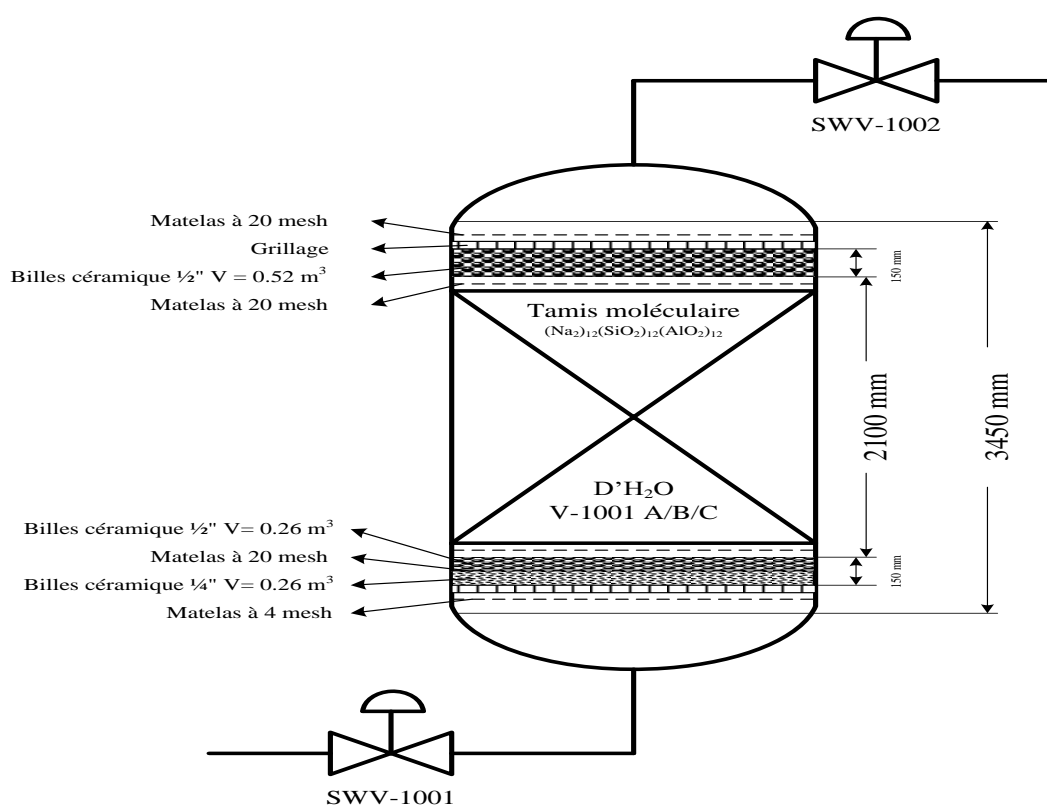 SWV-1002
Matelas à 20 mesh
Grillage
Billes céramique ½" V = 0.52 m³
Matelas à 20 mesh
150 mm
Tamis moléculaire
(Na₂)₁₂(SiO₂)₁₂(AlO₂)₁₂
2100 mm
3450 mm
D'H₂O
V-1001 A/B/C
Billes céramique ½" V= 0.26 m³
Matelas à 20 mesh
Billes céramique ¼" V= 0.26 m³
150 mm
Matelas à 4 mesh
SWV-1001